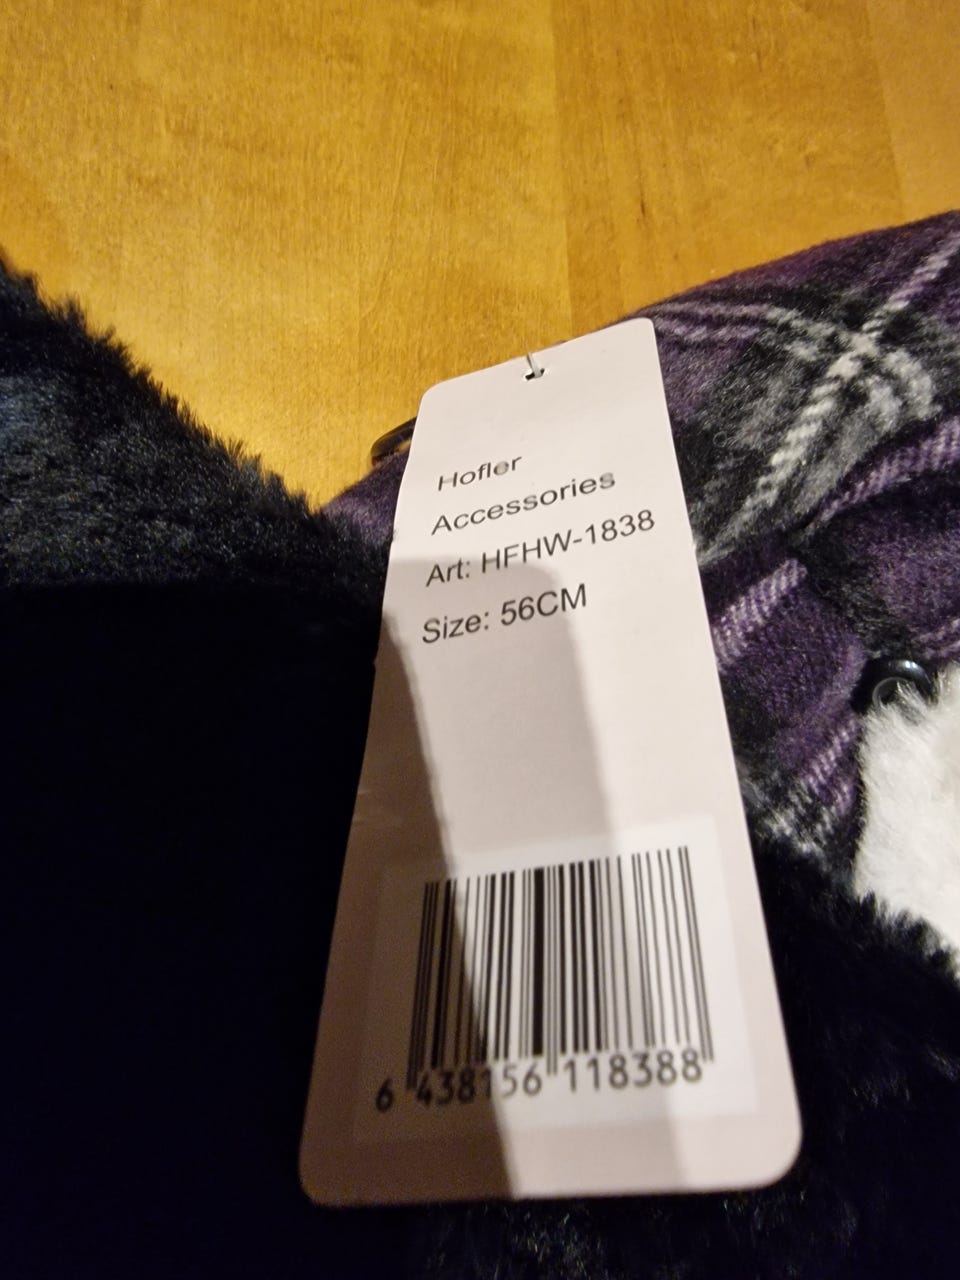 Hofler
Accessories
Art: HFHW-1838
Size: 56CM
6 438156 118388